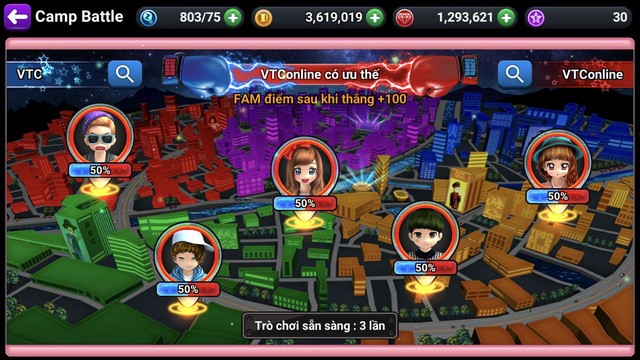 Camp Battle 803/75 3,619,019 1,293,621 30
VTC VTConline có ưu thế VTConline
FAM điểm sau khi thắng +100
50%
50%
50%
50%
50%
Trò chơi sẵn sàng : 3 lần